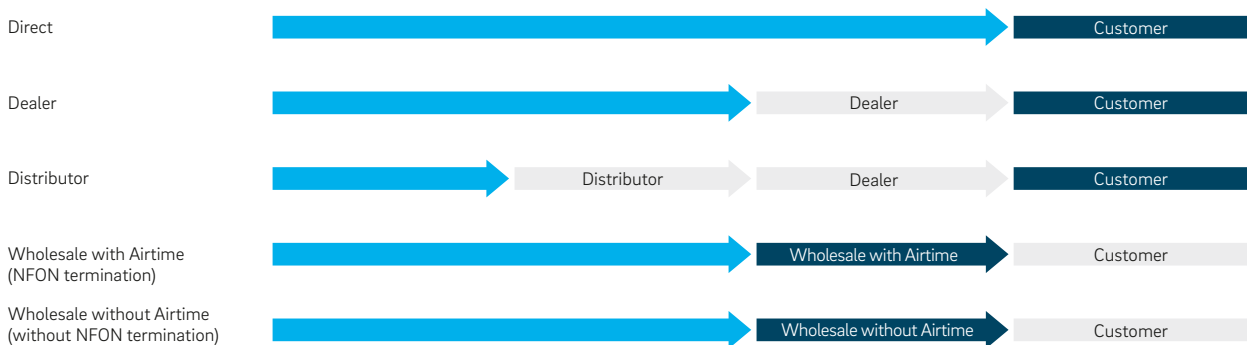 Direct
Customer
Dealer
Dealer
Customer
Distributor
Distributor
Dealer
Customer
Wholesale with Airtime
(NFON termination)
Wholesale with Airtime
Customer
Wholesale without Airtime
(without NFON termination)
Wholesale without Airtime
Customer